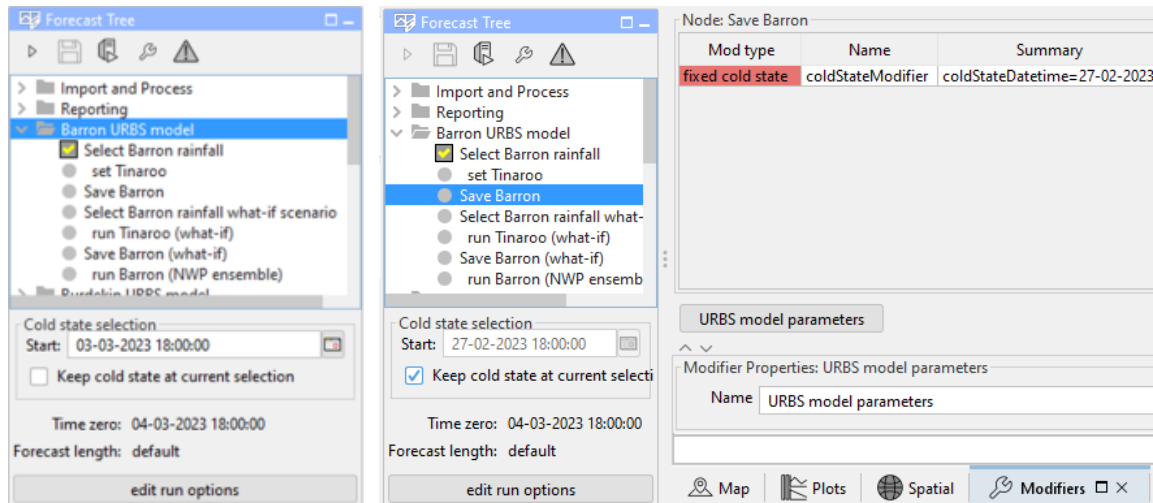 Forecast Tree
Import and Process
Reporting
Barron URBS model
Select Barron rainfall
set Tinaroo
Save Barron
Select Barron rainfall what-if scenario
run Tinaroo (what-if)
Save Barron (what-if)
run Barron (NWP ensemble)
Burdekin URBS model
Cold state selection
Start: 03-03-2023 18:00:00
Keep cold state at current selection
Time zero: 04-03-2023 18:00:00
Forecast length: default
edit run options
Forecast Tree
Import and Process
Reporting
Barron URBS model
Select Barron rainfall
set Tinaroo
Save Barron
Select Barron rainfall what-
run Tinaroo (what-if)
Save Barron (what-if)
run Barron (NWP ensemb
Cold state selection
Start: 27-02-2023 18:00:00
Keep cold state at current selecti
Time zero: 04-03-2023 18:00:00
Forecast length: default
edit run options
Node: Save Barron
Mod type Name Summary
fixed cold state coldStateModifier coldStateDatetime=27-02-2023
URBS model parameters
Modifier Properties: URBS model parameters
Name URBS model parameters
Map Plots Spatial Modifiers